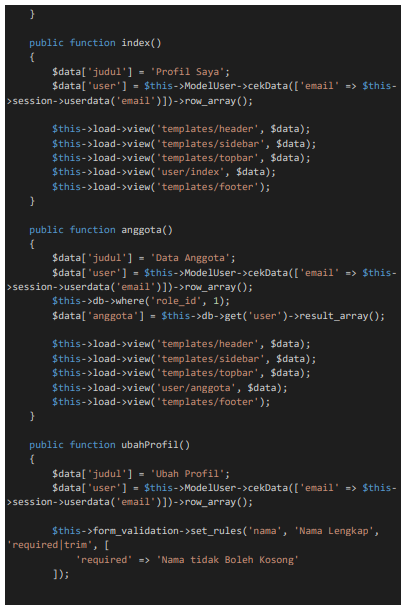 }

    public function index()
    {
        $data['judul'] = 'Profil Saya';
        $data['user'] = $this->ModelUser->cekData(['email' => $this-
>session->userdata('email')])->row_array();

        $this->load->view('templates/header', $data);
        $this->load->view('templates/sidebar', $data);
        $this->load->view('templates/topbar', $data);
        $this->load->view('user/index', $data);
        $this->load->view('templates/footer');
    }

    public function anggota()
    {
        $data['judul'] = 'Data Anggota';
        $data['user'] = $this->ModelUser->cekData(['email' => $this-
>session->userdata('email')])->row_array();
        $this->db->where('role_id', 1);
        $data['anggota'] = $this->db->get('user')->result_array();

        $this->load->view('templates/header', $data);
        $this->load->view('templates/sidebar', $data);
        $this->load->view('templates/topbar', $data);
        $this->load->view('user/anggota', $data);
        $this->load->view('templates/footer');
    }

    public function ubahProfil()
    {
        $data['judul'] = 'Ubah Profil';
        $data['user'] = $this->ModelUser->cekData(['email' => $this-
>session->userdata('email')])->row_array();

        $this->form_validation->set_rules('nama', 'Nama Lengkap',
'required|trim', [
            'required' => 'Nama tidak Boleh Kosong'
        ]);